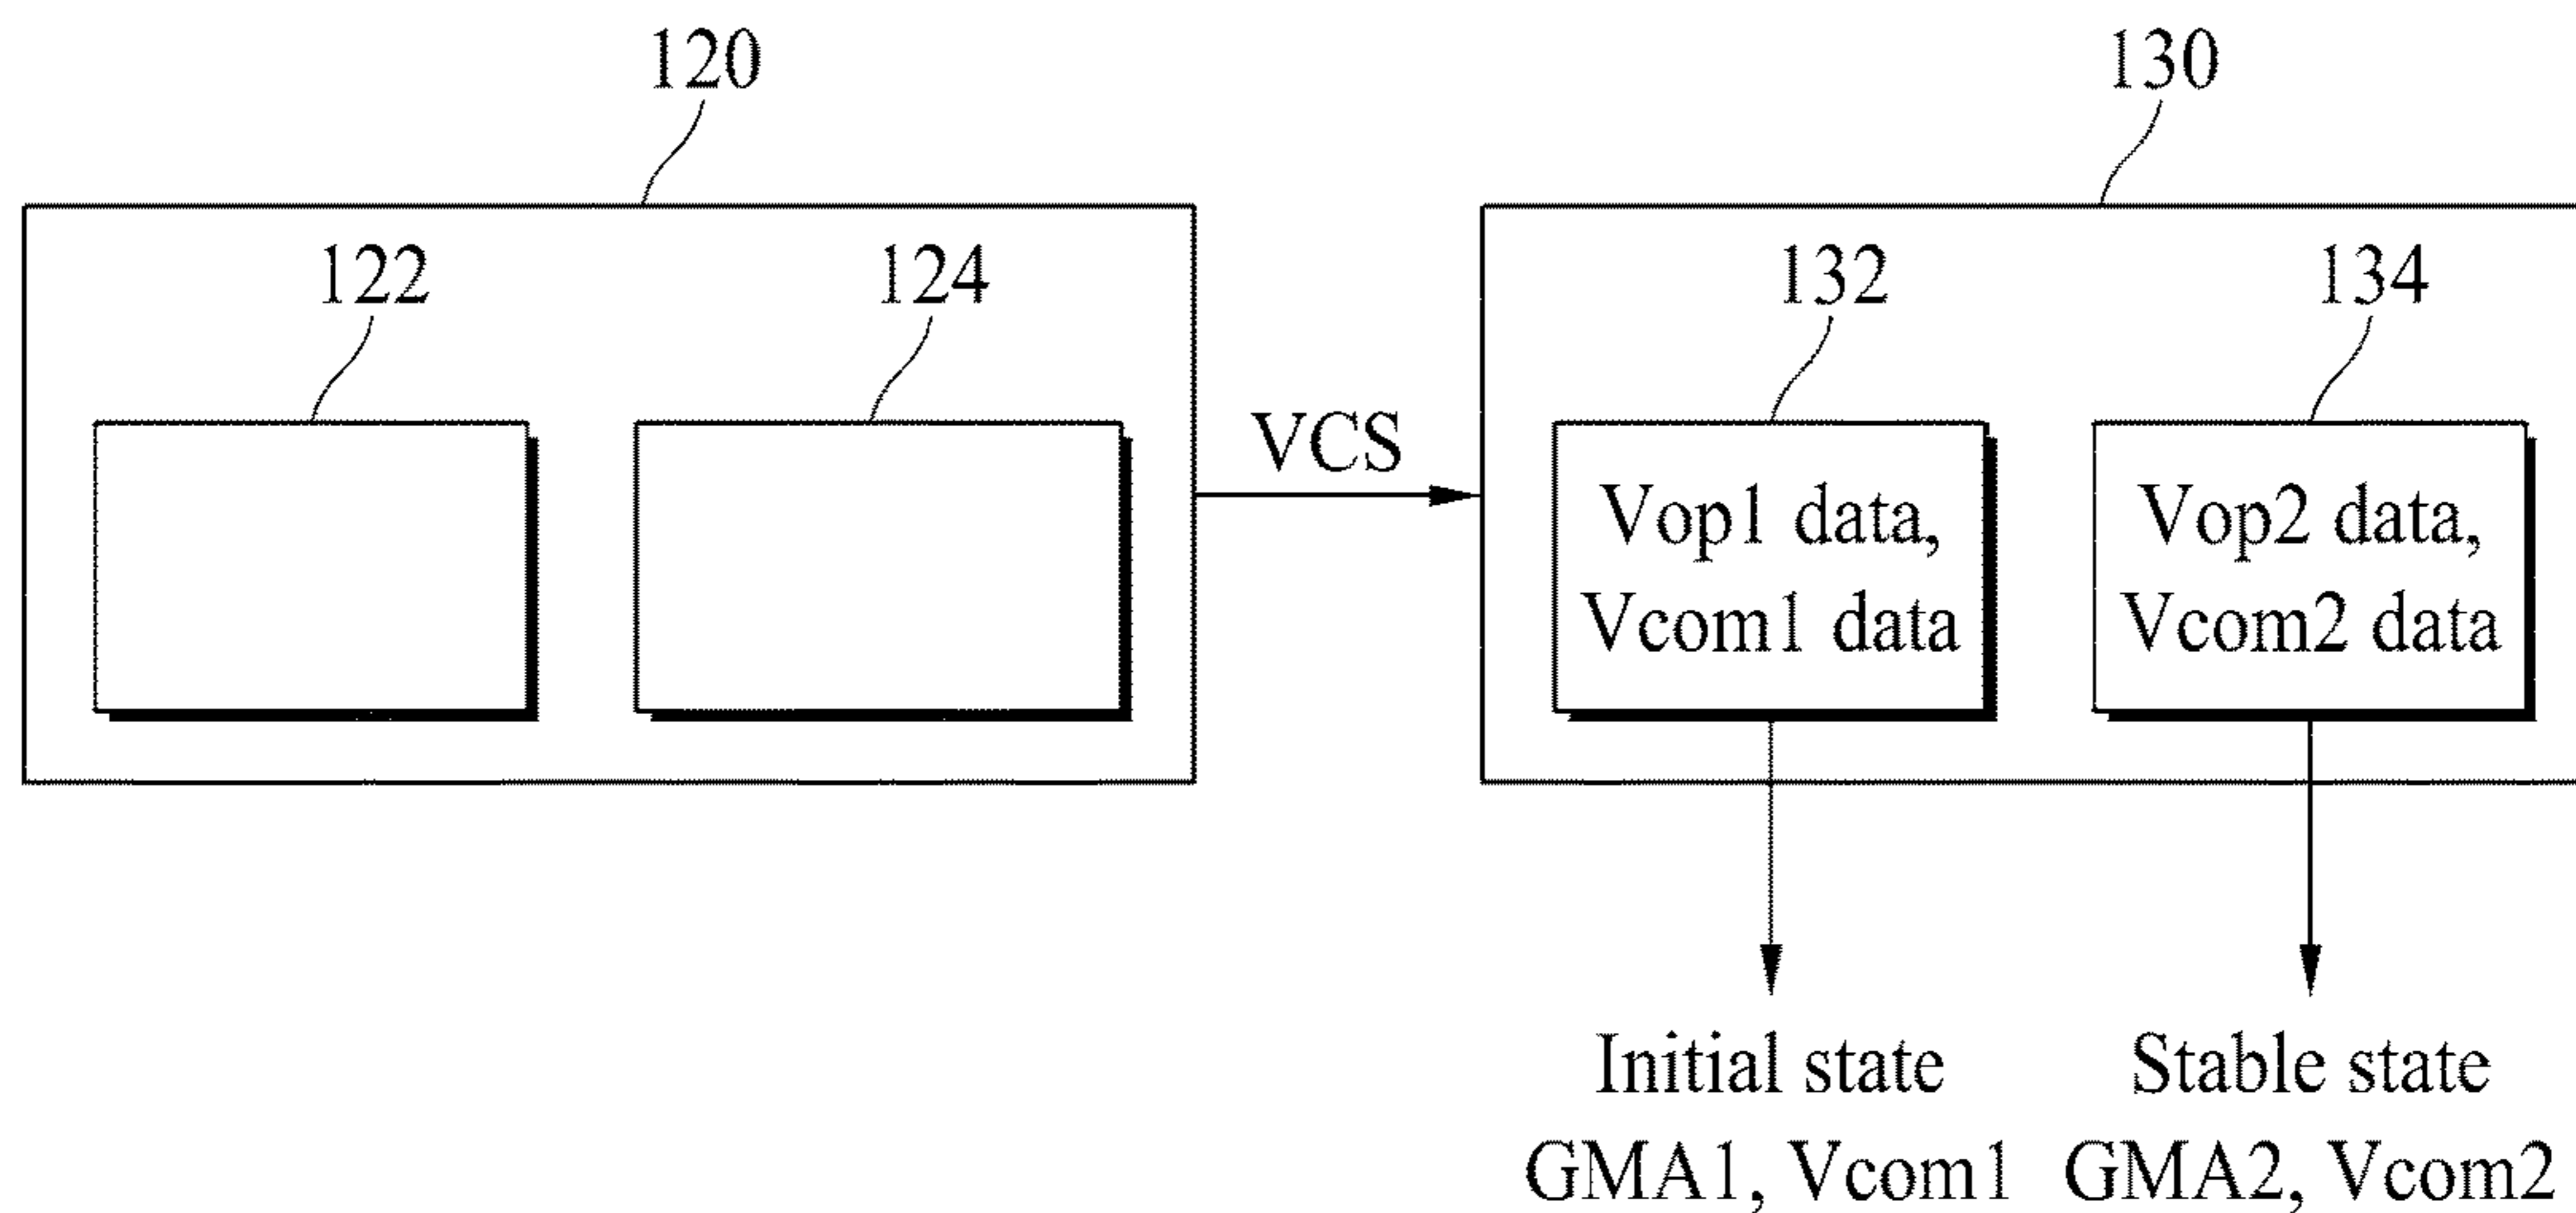 120
130
122
124
132
134
VCS
Vop1 data,
Vcom1 data
Vop2 data,
Vcom2 data
Initial state
GMA1, Vcom1
Stable state
GMA2, Vcom2